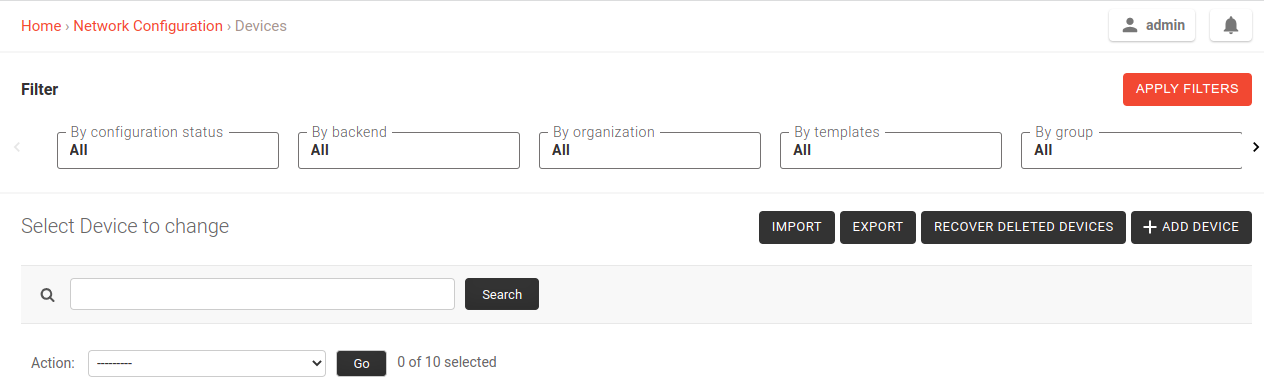 Home › Network Configuration › Devices
admin
Filter
APPLY FILTERS
By configuration status
All
By backend
All
By organization
All
By templates
All
By group
All
Select Device to change
IMPORT
EXPORT
RECOVER DELETED DEVICES
+ ADD DEVICE
Search
Action:
---------
Go
0 of 10 selected